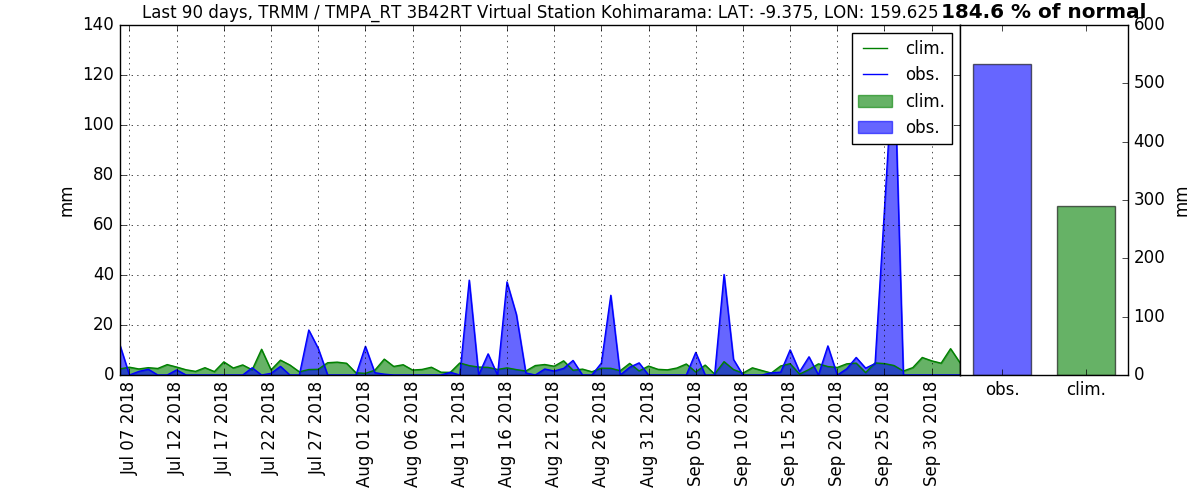 Last 90 days, TRMM / TMPA_RT 3B42RT Virtual Station Kohimarama: LAT: -9.375, LON: 159.625
184.6 % of normal
140
120
100
80
60
40
20
0
mm
clim.
obs.
clim.
obs.
Jul 07 2018
Jul 12 2018
Jul 17 2018
Jul 22 2018
Jul 27 2018
Aug 01 2018
Aug 06 2018
Aug 11 2018
Aug 16 2018
Aug 21 2018
Aug 26 2018
Aug 31 2018
Sep 05 2018
Sep 10 2018
Sep 15 2018
Sep 20 2018
Sep 25 2018
Sep 30 2018
600
500
400
300
200
100
0
mm
obs.
clim.